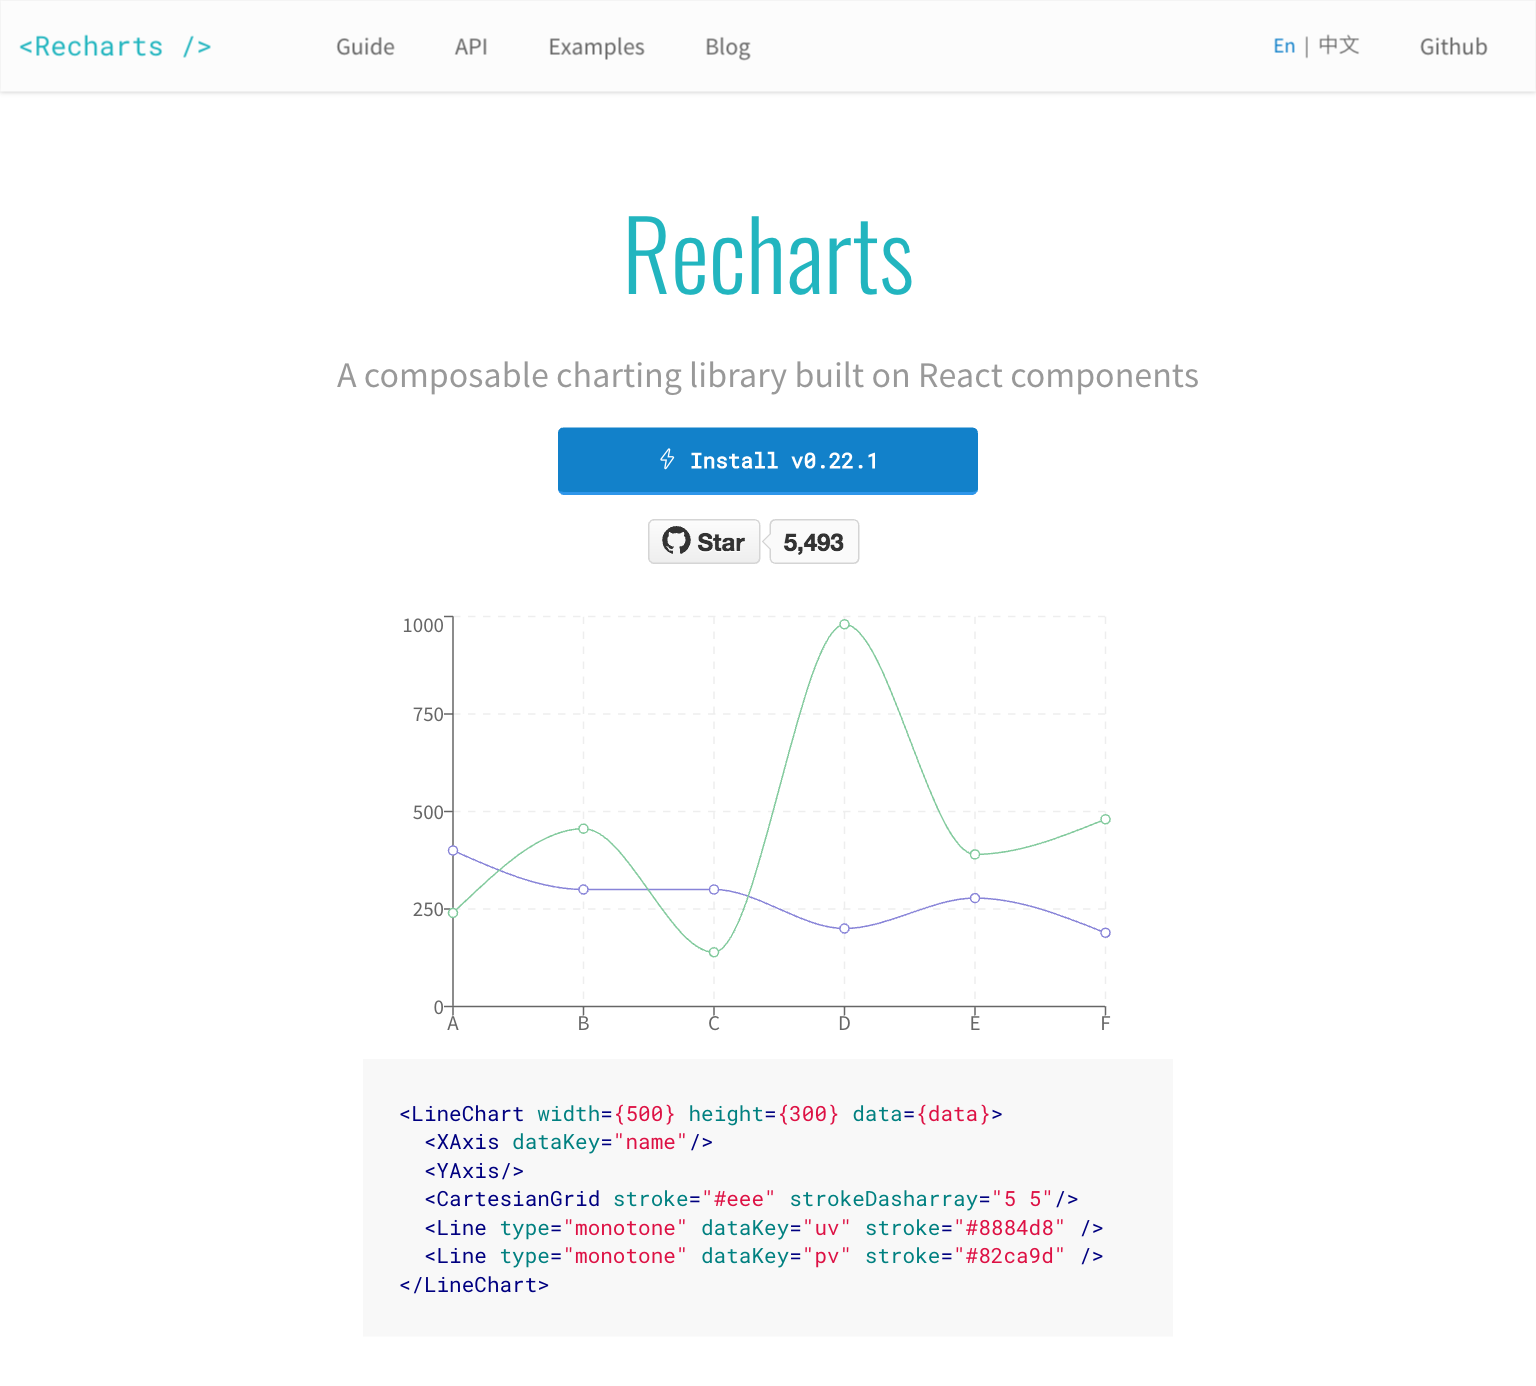 <Recharts /> Guide API Examples Blog En | 中文 Github
Recharts
A composable charting library built on React components
Install v0.22.1
Star 5,493
1000
750
500
250
0
A B C D E F
<LineChart width={500} height={300} data={data}>
  <XAxis dataKey="name"/>
  <YAxis/>
  <CartesianGrid stroke="#eee" strokeDasharray="5 5"/>
  <Line type="monotone" dataKey="uv" stroke="#8884d8" />
  <Line type="monotone" dataKey="pv" stroke="#82ca9d" />
</LineChart>